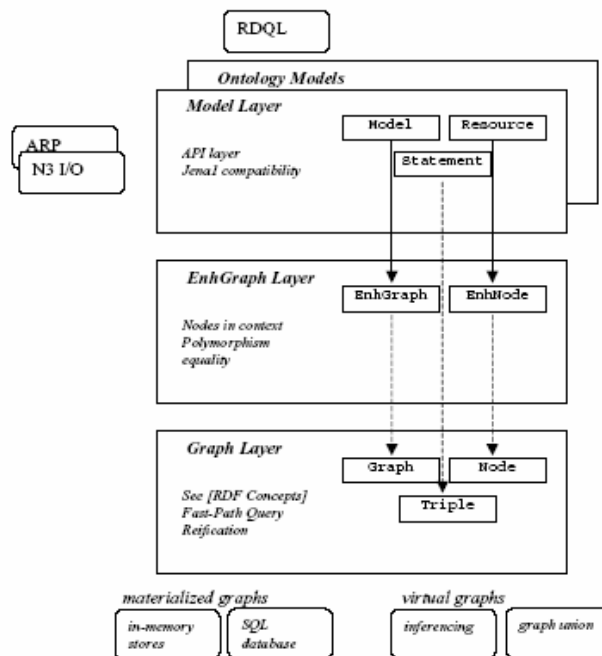 RDQL
Ontology Models
Model Layer
Model
Resource
ARP
N3 I/O
API layer
Jena1 compatibility
Statement
EnhGraph Layer
EnhGraph
EnhNode
Nodes in context
Polymorphism
equality
Graph Layer
Graph
Node
See [RDF Concepts]
Fast-Path Query
Reification
Triple
materialized graphs
virtual graphs
in-memory
stores
SQL
database
inferencing
graph union